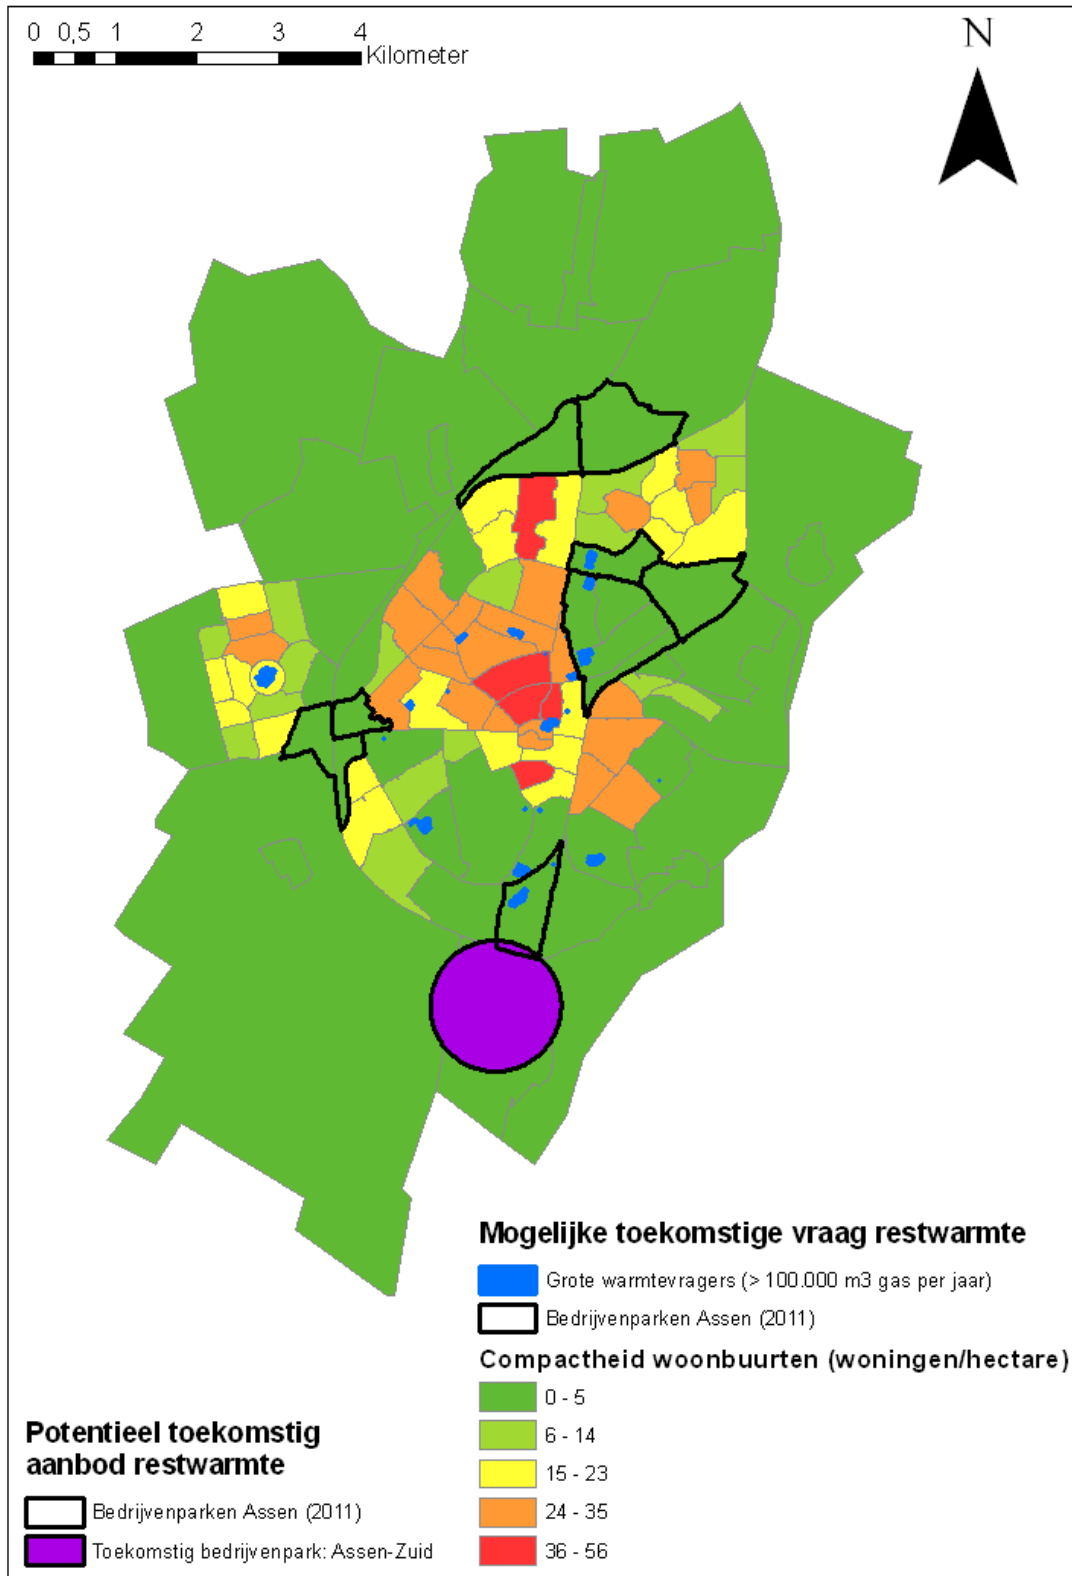 0 0,5 1 2 3 4
Kilometer
N
Mogelijke toekomstige vraag restwarmte
Grote warmtevragers (> 100.000 m3 gas per jaar)
Bedrijvenparken Assen (2011)
Compactheid woonbuurten (woningen/hectare)
0 - 5
6 - 14
15 - 23
24 - 35
36 - 56
Potentieel toekomstig
aanbod restwarmte
Bedrijvenparken Assen (2011)
Toekomstig bedrijvenpark: Assen-Zuid